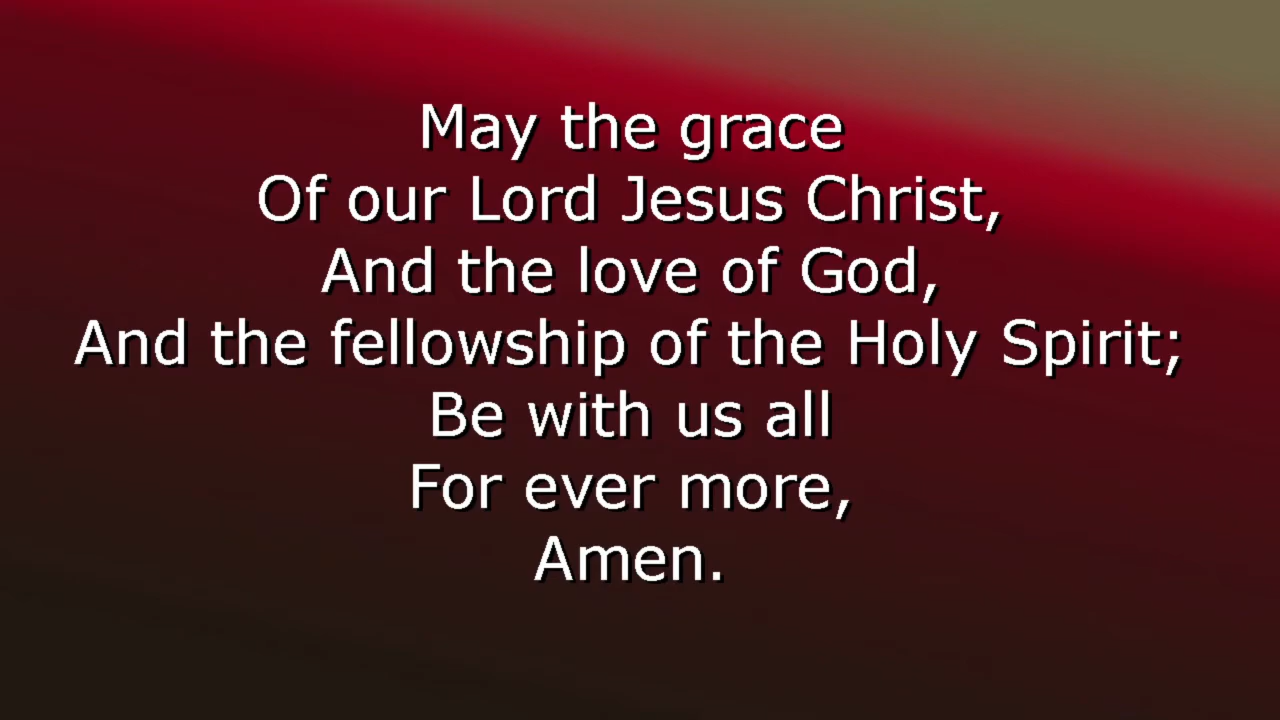 May the grace
Of our Lord Jesus Christ,
And the love of God,
And the fellowship of the Holy Spirit;
Be with us all
For ever more,
Amen.